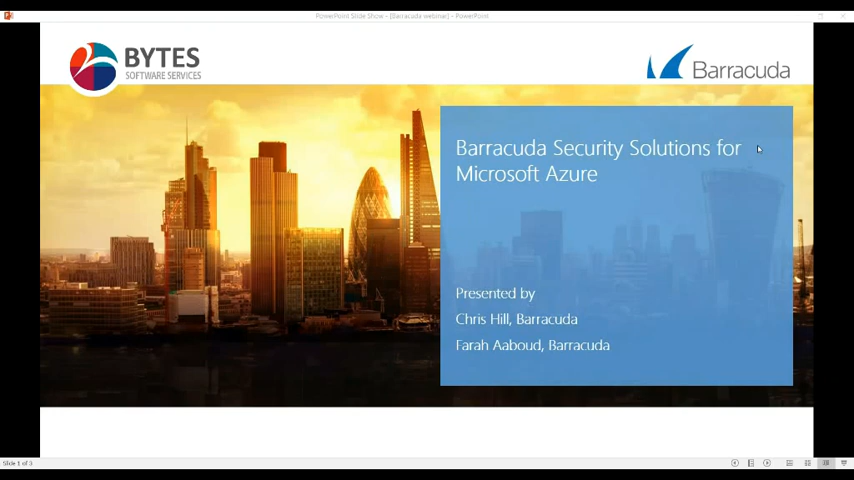 PowerPoint Slide Show - [Barracuda webinar] - PowerPoint
BYTES
SOFTWARE SERVICES
Barracuda
Barracuda Security Solutions for
Microsoft Azure
Presented by
Chris Hill, Barracuda
Farah Aaboud, Barracuda
Slide 1 of 3